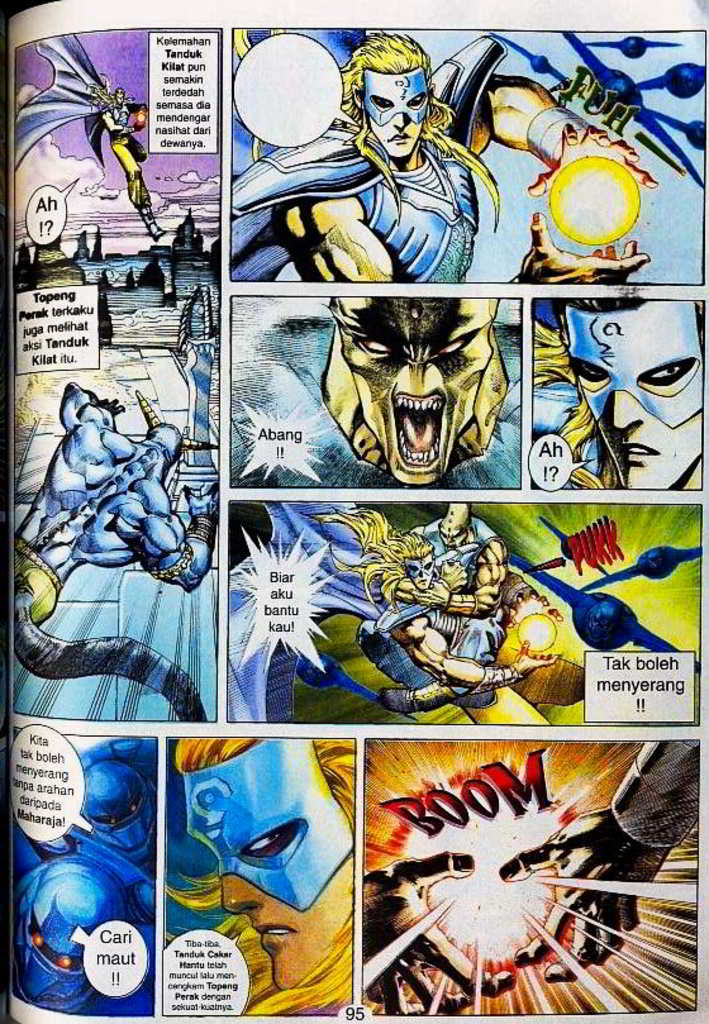 Kelemahan
Tanduk
Kilat pun
semakin
terdedah
semasa dia
mendengar
nasihat dari
dewanya.
Ah
!?
Topeng
Perak terkaku
juga melihat
aksi Tanduk
Kilat itu.
PUH
Abang
!!
Ah
!?
Biar
aku
bantu
kau!
PUKK
Tak boleh
menyerang
!!
Kita
tak boleh
menyerang
tanpa arahan
daripada
Maharaja!
Cari
maut
!!
Tiba-tiba,
Tanduk Cakar
Hantu telah
muncul lalu men-
cengkam Topeng
Perak dengan
sekuat-kuatnya.
BOOM
95